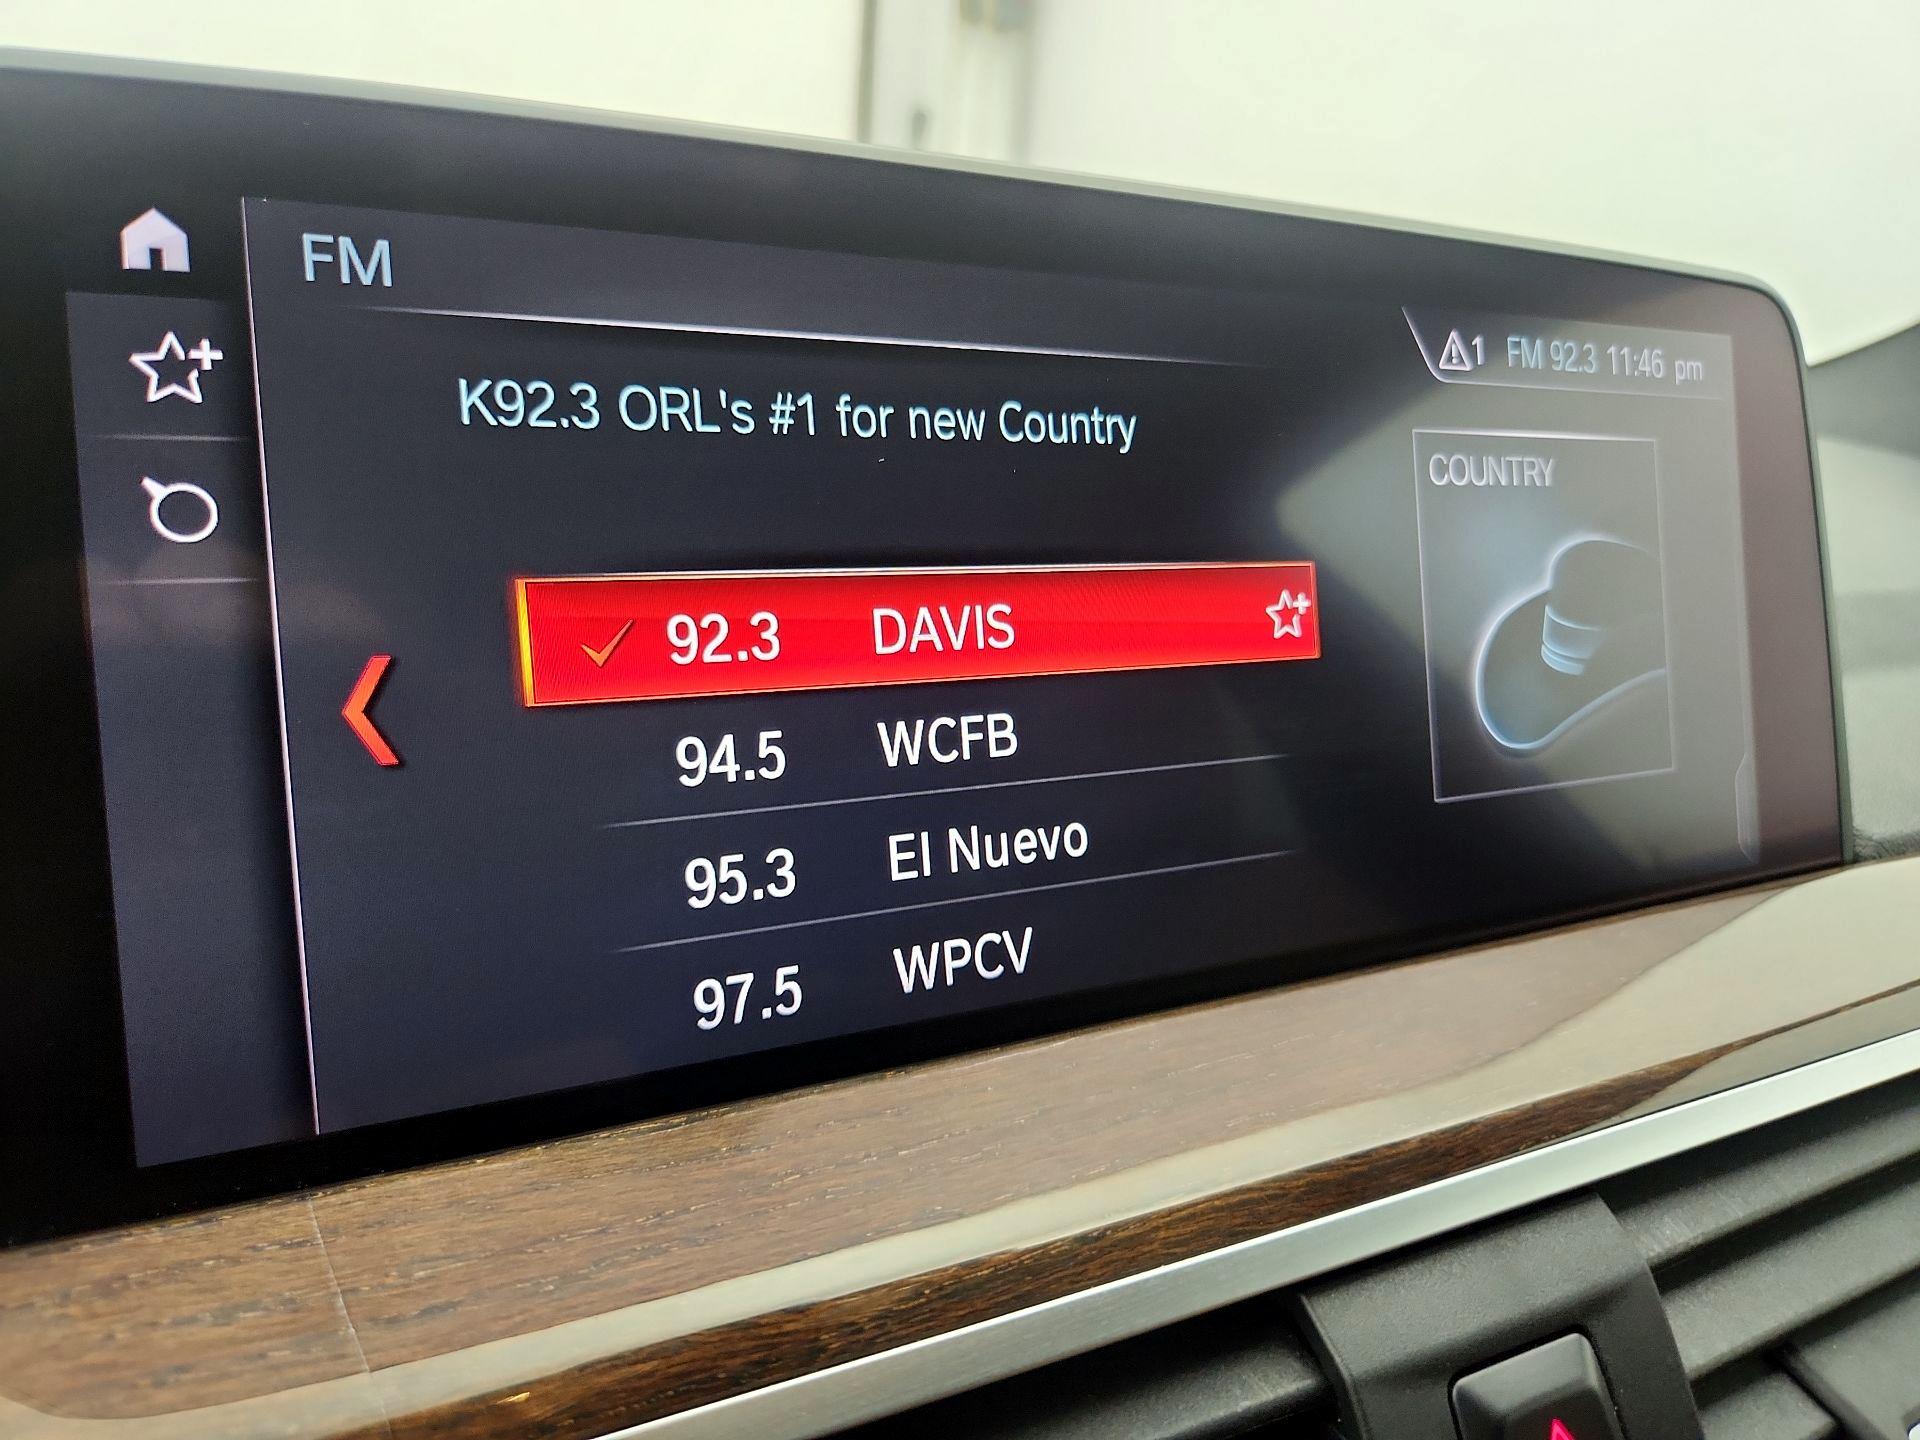 FM
⚠1 FM 92.3 11:46 pm
K92.3 ORL's #1 for new Country
COUNTRY
92.3 DAVIS
94.5 WCFB
95.3 El Nuevo
97.5 WPCV